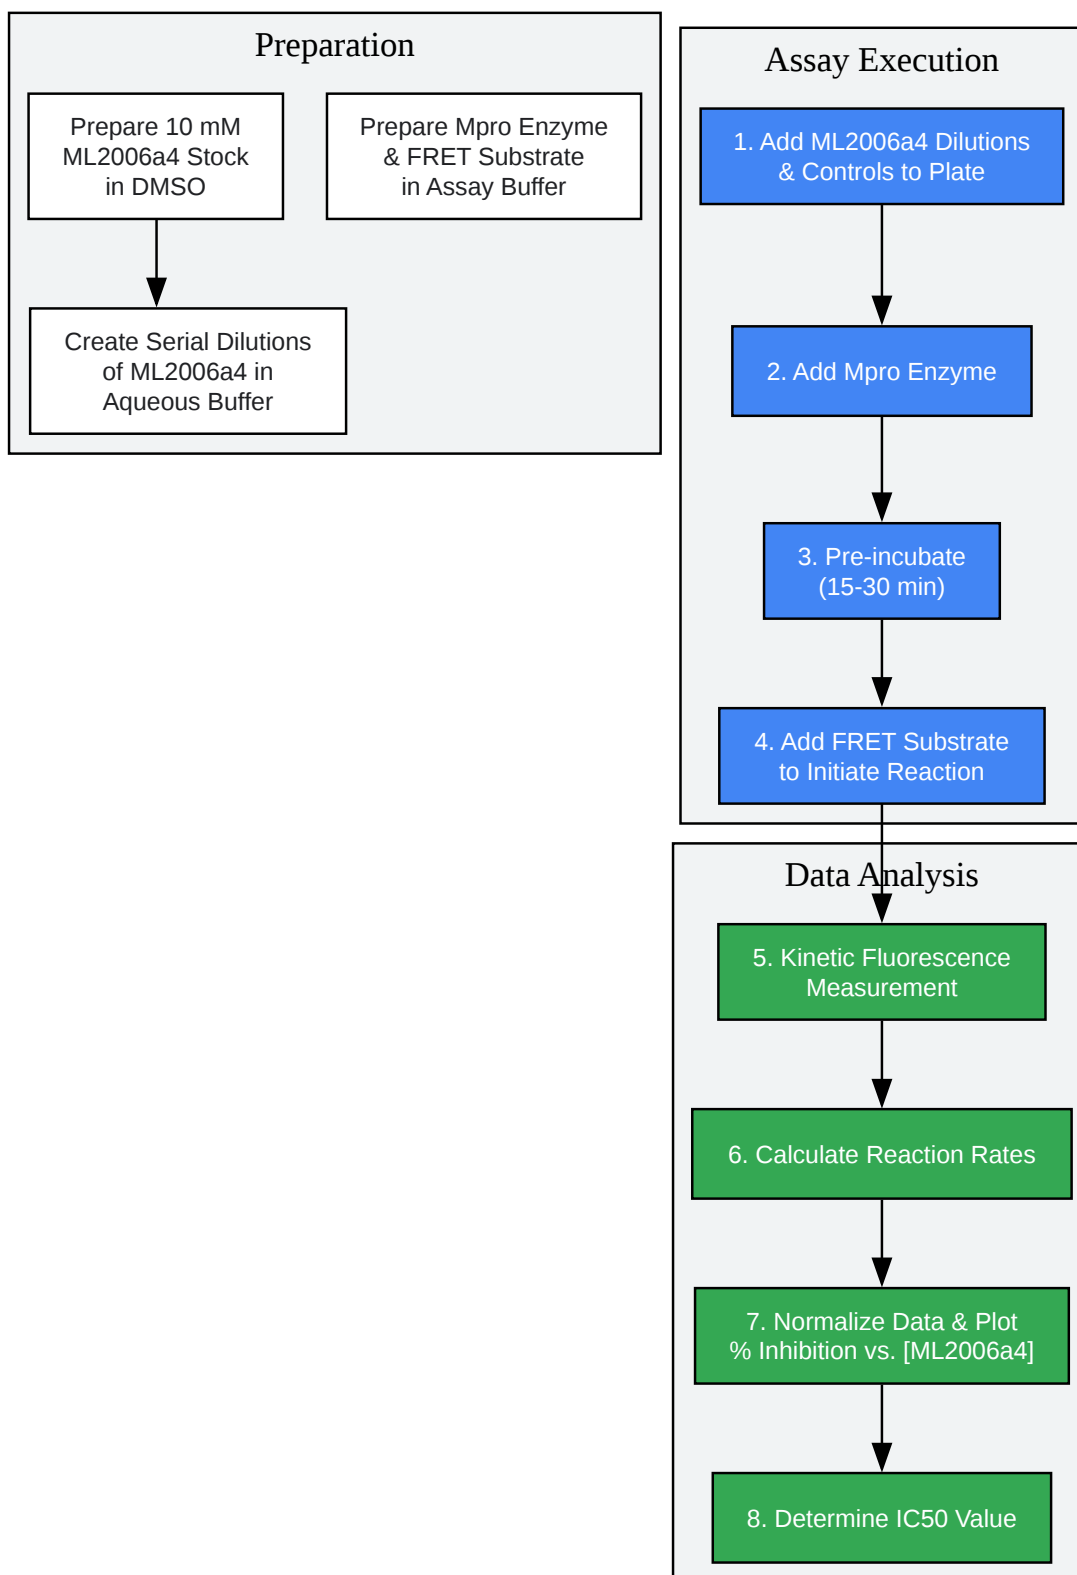 Preparation
Prepare 10 mM
ML2006a4 Stock
in DMSO
Prepare Mpro Enzyme
& FRET Substrate
in Assay Buffer
Create Serial Dilutions
of ML2006a4 in
Aqueous Buffer
Assay Execution
1. Add ML2006a4 Dilutions
& Controls to Plate
2. Add Mpro Enzyme
3. Pre-incubate
(15-30 min)
4. Add FRET Substrate
to Initiate Reaction
Data Analysis
5. Kinetic Fluorescence
Measurement
6. Calculate Reaction Rates
7. Normalize Data & Plot
% Inhibition vs. [ML2006a4]
8. Determine IC50 Value